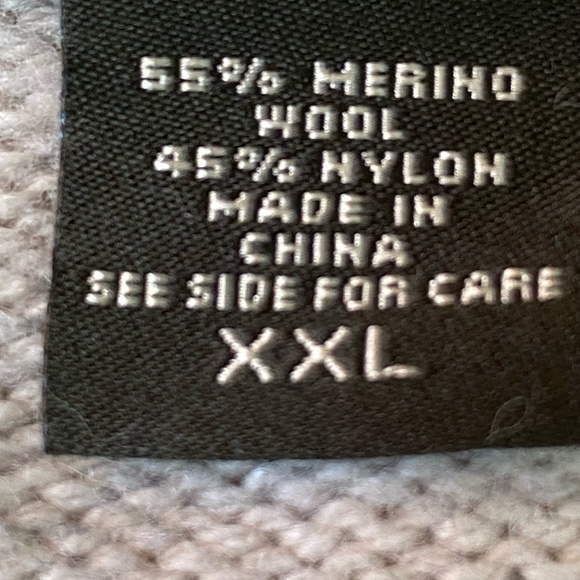 55% MERINO
WOOL
45% NYLON
MADE IN
CHINA
SEE SIDE FOR CARE
XXL